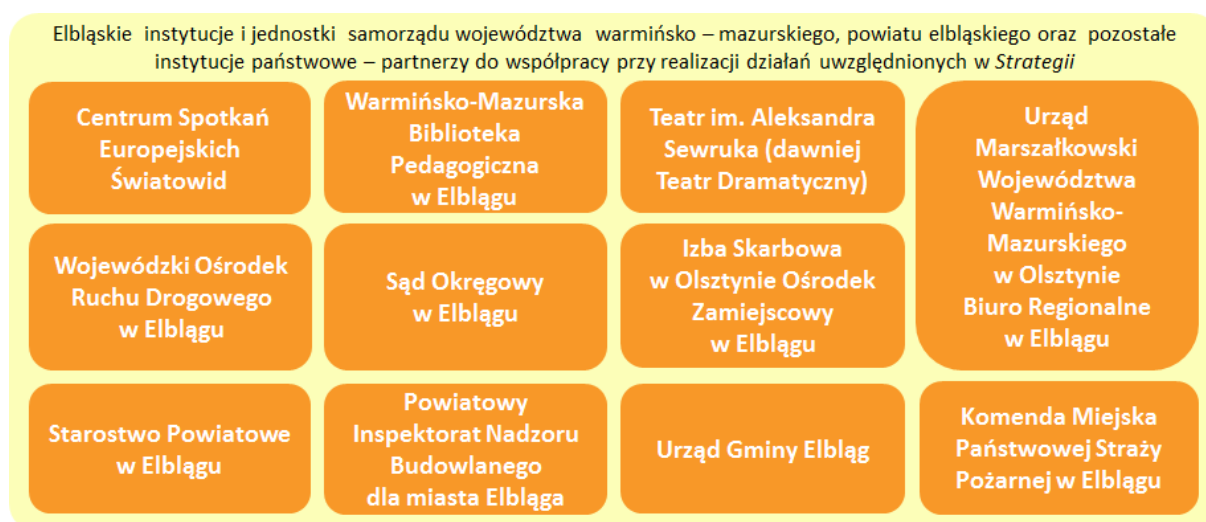 Elbląskie instytucje i jednostki samorządu województwa warmińsko – mazurskiego, powiatu elbląskiego oraz pozostałe
instytucje państwowe – partnerzy do współpracy przy realizacji działań uwzględnionych w Strategii
Centrum Spotkań
Europejskich
Światowid
Warmińsko-Mazurska
Biblioteka
Pedagogiczna
w Elblągu
Teatr im. Aleksandra
Sewruka (dawniej
Teatr Dramatyczny)
Urząd
Marszałkowski
Województwa
Warmińsko-
Mazurskiego
w Olsztynie
Biuro Regionalne
w Elblągu
Wojewódzki Ośrodek
Ruchu Drogowego
w Elblągu
Sąd Okręgowy
w Elblągu
Izba Skarbowa
w Olsztynie Ośrodek
Zamiejscowy
w Elblągu
Starostwo Powiatowe
w Elblągu
Powiatowy
Inspektorat Nadzoru
Budowlanego
dla miasta Elbląga
Urząd Gminy Elbląg
Komenda Miejska
Państwowej Straży
Pożarnej w Elblągu